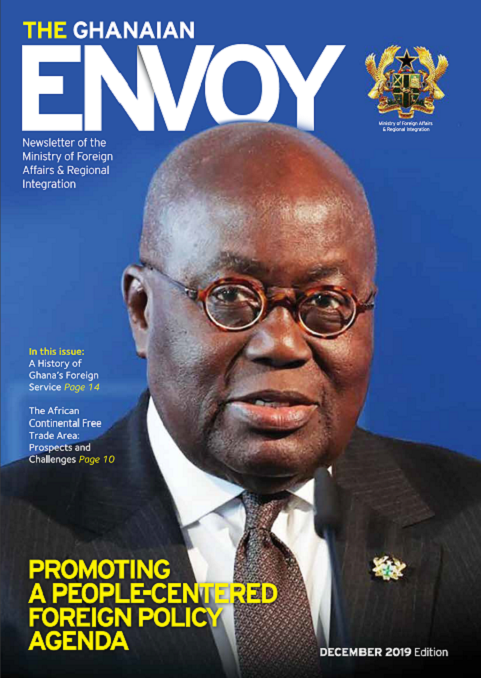 THE GHANAIAN
ENVOY
Ministry of Foreign Affairs
& Regional Integration
Newsletter of the
Ministry of Foreign
Affairs & Regional
Integration
In this issue:
A History of
Ghana's Foreign
Service Page 14
The African
Continental Free
Trade Area:
Prospects and
Challenges Page 10
PROMOTING
A PEOPLE-CENTERED
FOREIGN POLICY
AGENDA
DECEMBER 2019 Edition